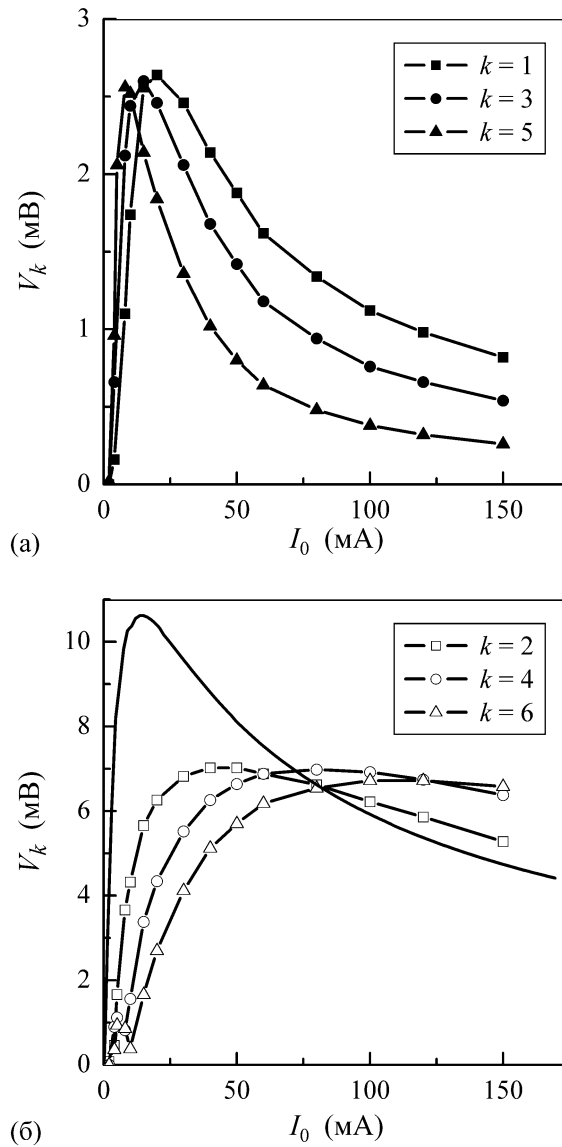 3
2
1
0
V_k (мВ)
k = 1
k = 3
k = 5
0 50 100 150
(а)
I_0 (мА)
10
8
6
4
2
0
V_k (мВ)
k = 2
k = 4
k = 6
0 50 100 150
(б)
I_0 (мА)